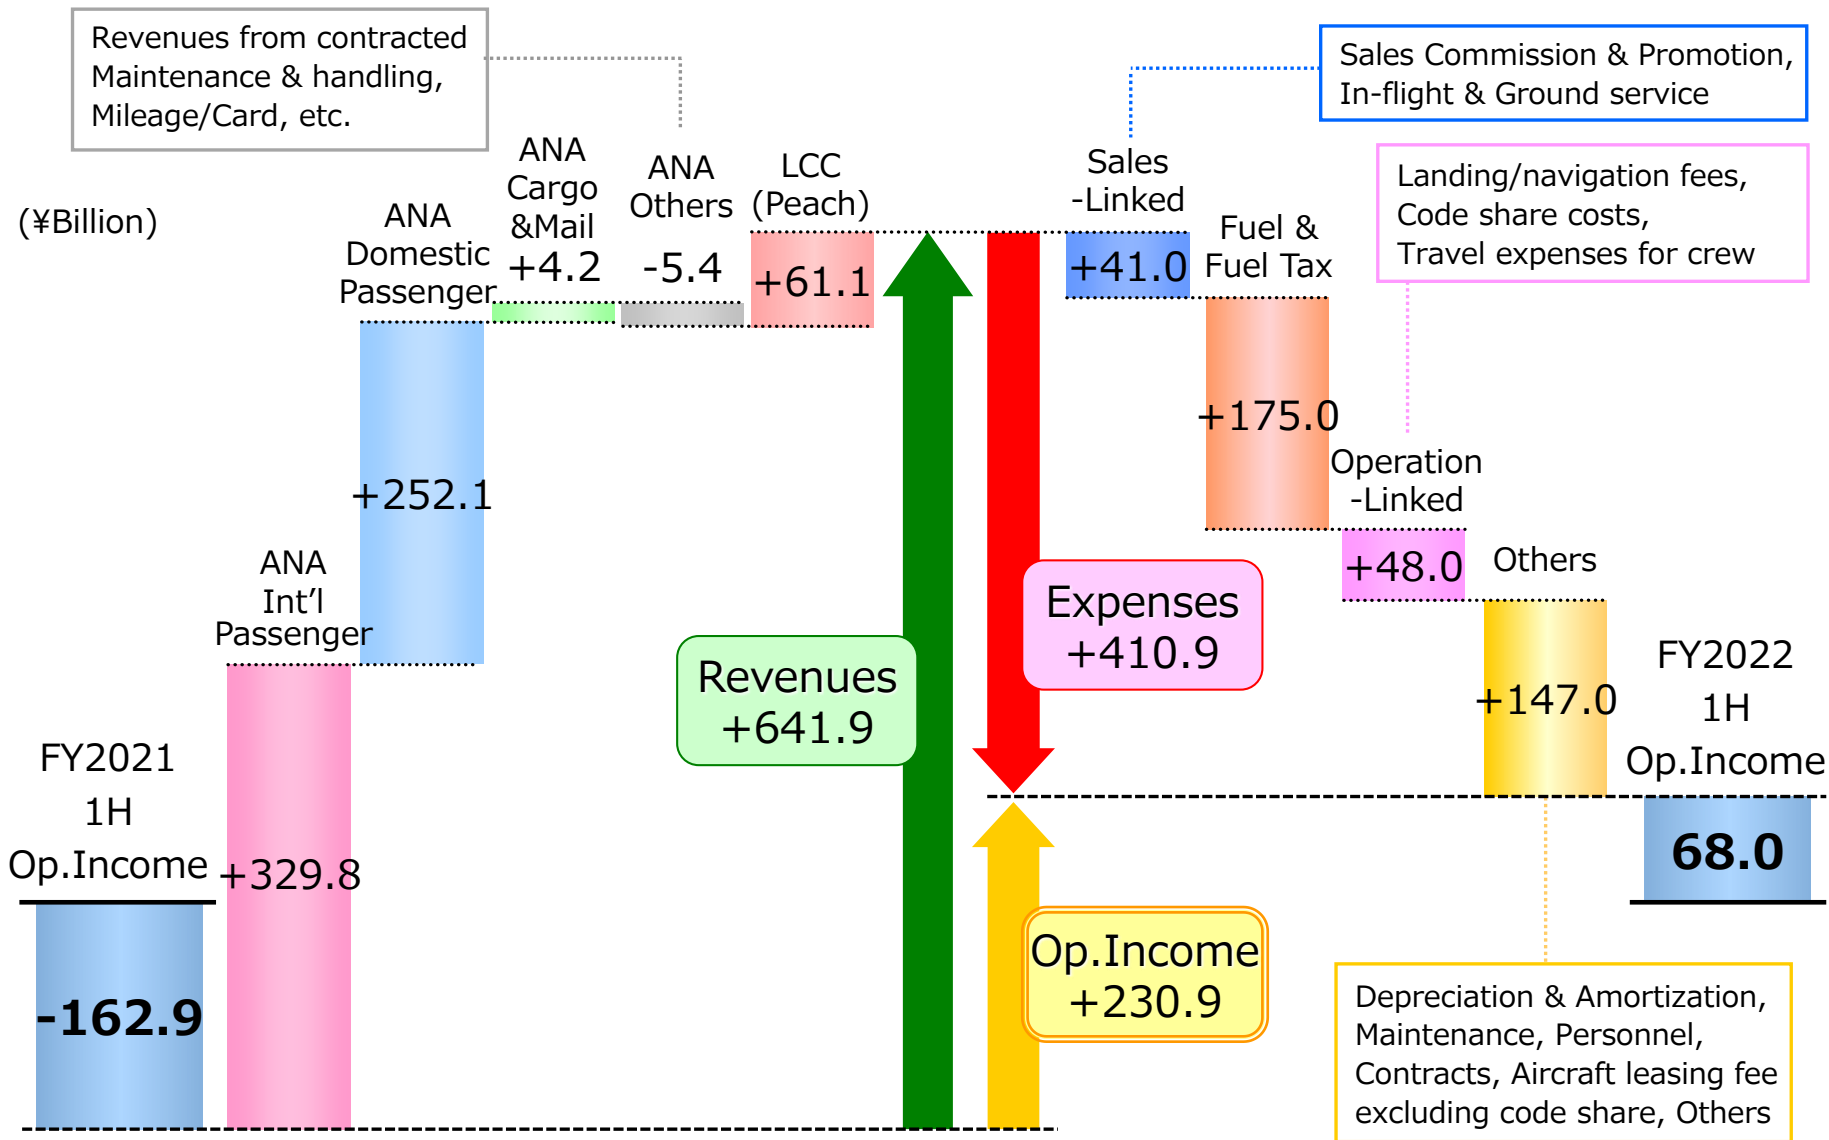 Revenues from contracted
Maintenance & handling,
Mileage/Card, etc.
Sales Commission & Promotion,
In-flight & Ground service
Landing/navigation fees,
Code share costs,
Travel expenses for crew
(¥Billion)
FY2021
1H
Op.Income
-162.9
ANA
Int’l
Passenger
+329.8
ANA
Domestic
Passenger
+252.1
ANA
Cargo
&Mail
+4.2
ANA
Others
-5.4
LCC
(Peach)
+61.1
Revenues
+641.9
Expenses
+410.9
Op.Income
+230.9
Sales
-Linked
+41.0
Fuel &
Fuel Tax
+175.0
Operation
-Linked
+48.0
Others
+147.0
FY2022
1H
Op.Income
68.0
Depreciation & Amortization,
Maintenance, Personnel,
Contracts, Aircraft leasing fee
excluding code share, Others